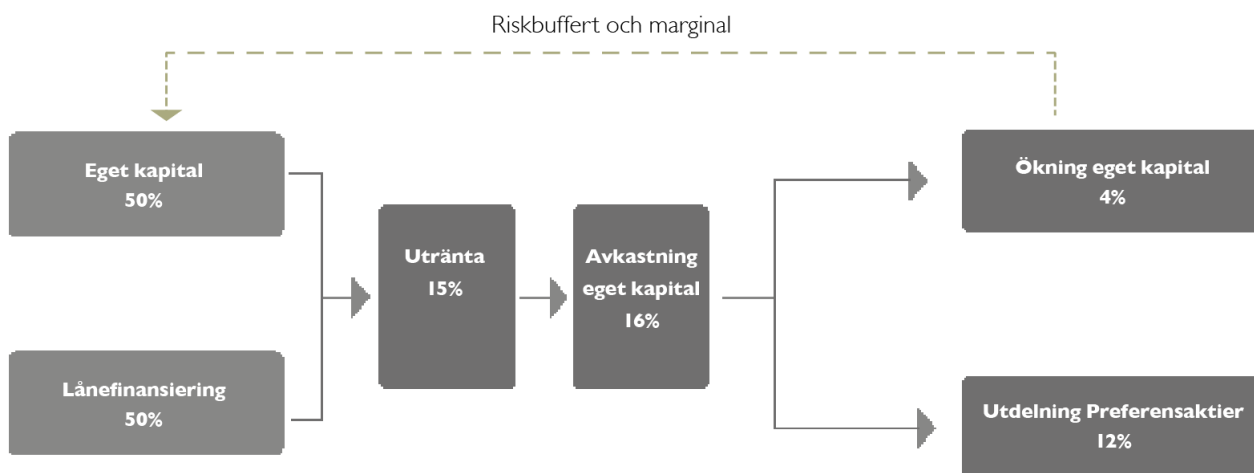 Riskbuffert och marginal
Eget kapital
50%
Ökning eget kapital
4%
Utränta
15%
Avkastning
eget kapital
16%
Lånefinansiering
50%
Utdelning Preferensaktier
12%